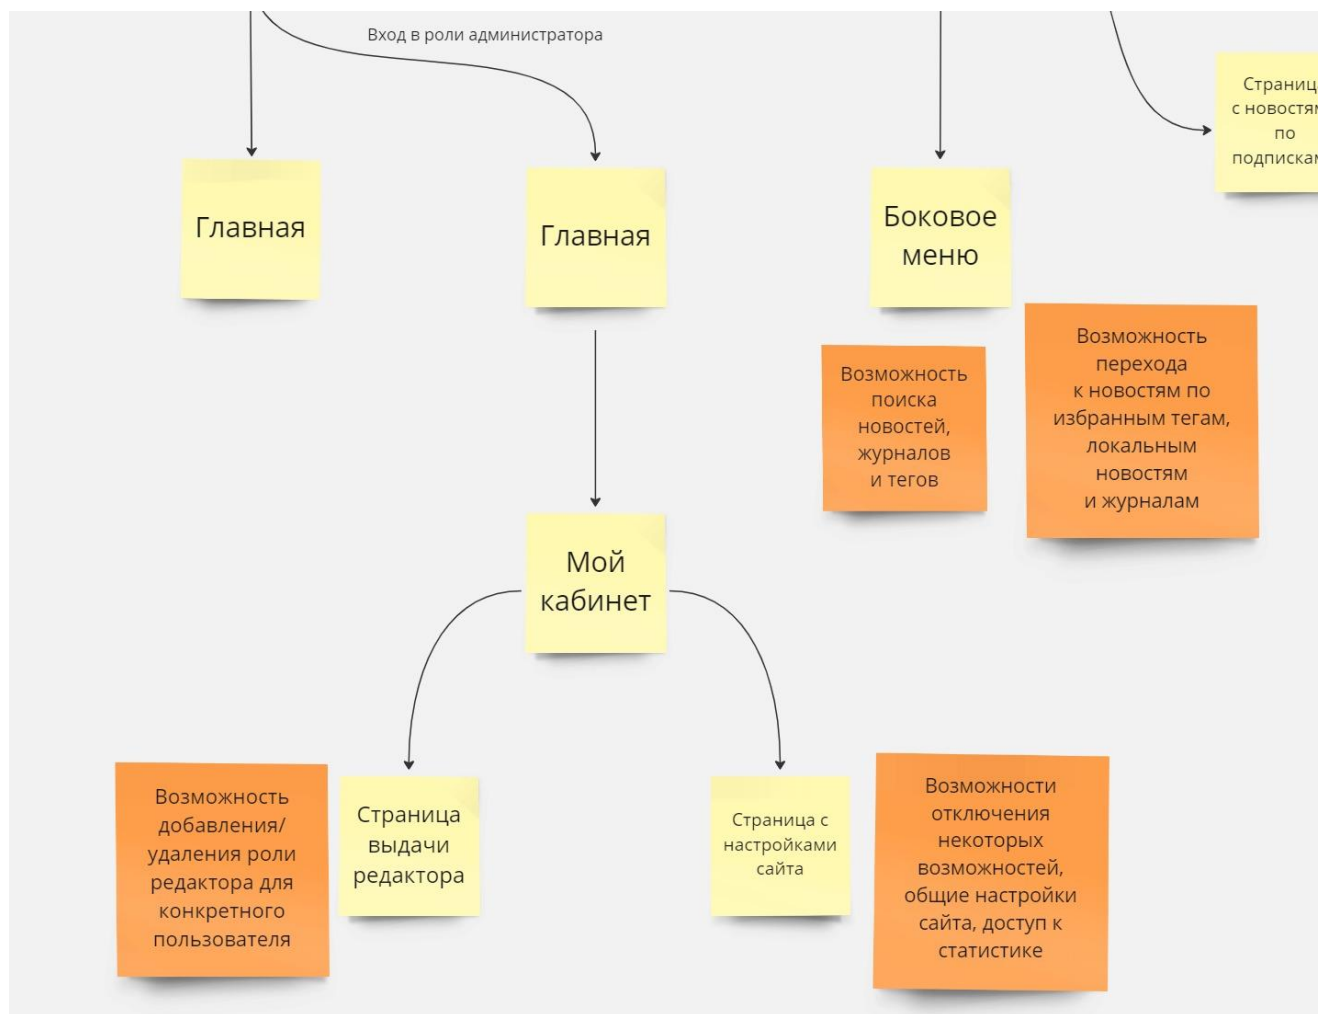 Вход в роли администратора
Главная
Главная
Боковое
меню
по
Возможность
поиска
новостей,
журналов
и тегов
Возможность
перехода
к новостям по
избранным тегам,
локальным
новостям
и журналам
Мой
кабинет
Возможность
добавления/
удаления роли
редактора для
конкретного
пользователя
Страница
выдачи
редактора
Страница с
настройками
сайта
Возможности
отключения
некоторых
возможностей,
общие настройки
сайта, доступ к
статистике